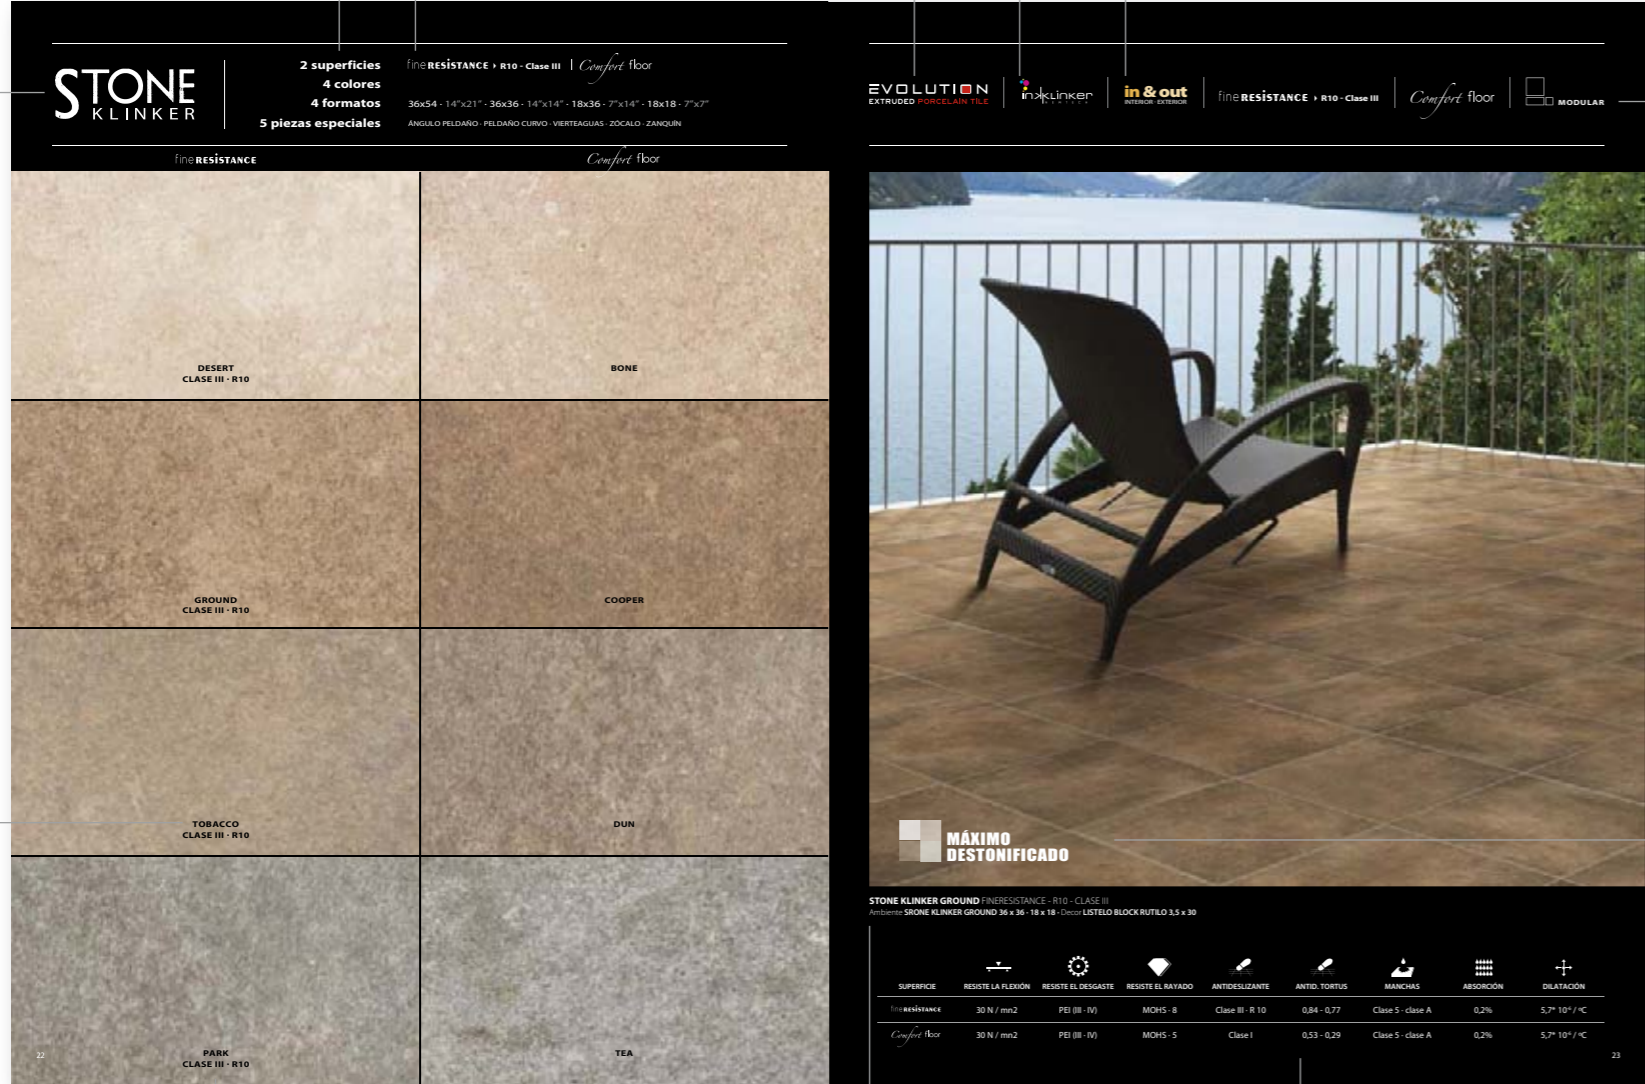 STONE
KLINKER
2 superficies
fineRESISTANCE › R10 - Clase III | Comfort floor
4 colores
4 formatos
36x54 · 14"x21" · 36x36 · 14"x14" · 18x36 · 7"x14" · 18x18 · 7"x7"
5 piezas especiales
ÁNGULO PELDAÑO · PELDAÑO CURVO · VIERTEAGUAS · ZÓCALO · ZANQUÍN
fineRESISTANCE
Comfort floor
DESERT
CLASE III · R10
BONE
GROUND
CLASE III · R10
COOPER
TOBACCO
CLASE III · R10
DUN
PARK
CLASE III · R10
TEA
22
EVOLUTION
EXTRUDED PORCELAIN TILE
inkklinker
in & out
INTERIOR · EXTERIOR
fineRESISTANCE › R10 - Clase III
Comfort floor
MODULAR
MÁXIMO
DESTONIFICADO
STONE KLINKER GROUND FINERESISTANCE - R10 - CLASE III
Ambiente SRONE KLINKER GROUND 36 x 36 · 18 x 18 · Decor LISTELO BLOCK RUTILO 3,5 x 30
SUPERFICIE RESISTE LA FLEXIÓN RESISTE EL DESGASTE RESISTE EL RAYADO ANTIDESLIZANTE ANTID. TORTUS MANCHAS ABSORCIÓN DILATACIÓN
fineRESISTANCE 30 N / mn2 PEI (III - IV) MOHS - 8 Clase III - R 10 0,84 - 0,77 Clase 5 - clase A 0,2% 5,7* 10⁻⁶ / ºC
Comfort floor 30 N / mn2 PEI (III - IV) MOHS - 5 Clase I 0,53 - 0,29 Clase 5 - clase A 0,2% 5,7* 10⁻⁶ / ºC
23